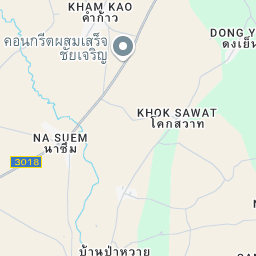 KHAM KAO
คำก้าว
คอนกรีตผสมเสร็จ
ชัยเจริญ
DONG Y
ดงเย็น
KHOK SAWAT
โคกสวาท
NA SUEM
นาซึม
3018
บ้านป่าหวาย